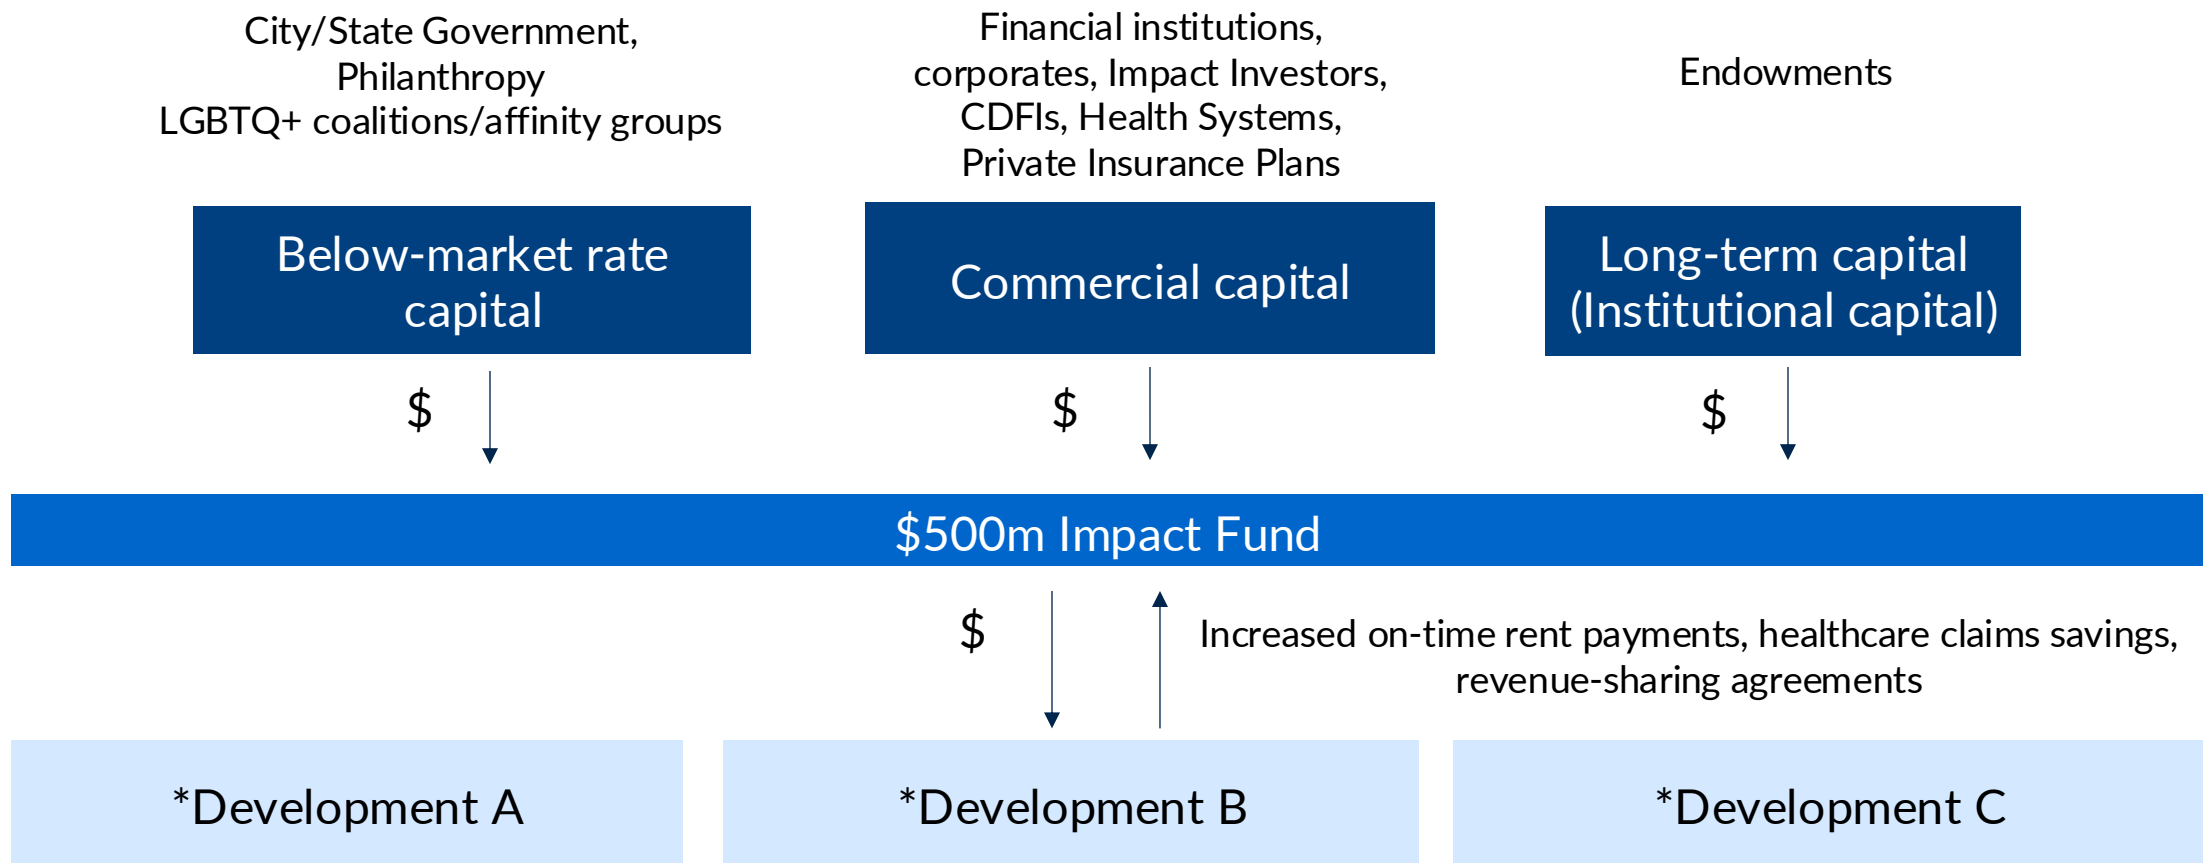 City/State Government,
Philanthropy
LGBTQ+ coalitions/affinity groups
Financial institutions,
corporates, Impact Investors,
CDFIs, Health Systems,
Private Insurance Plans
Endowments
Below-market rate
capital
Commercial capital
Long-term capital
(Institutional capital)
$
$
$
$500m Impact Fund
$
Increased on-time rent payments, healthcare claims savings,
revenue-sharing agreements
*Development A
*Development B
*Development C